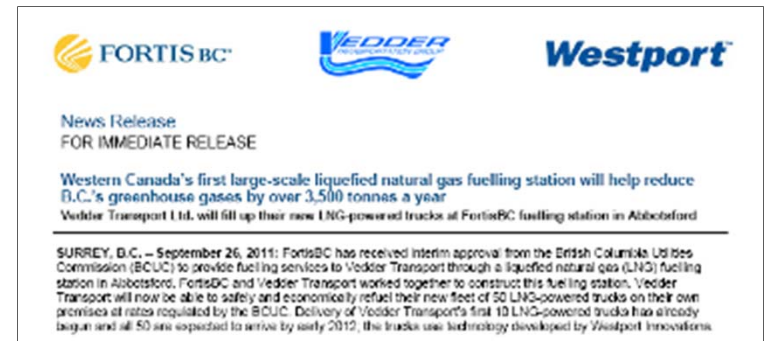 FORTIS BC™
VEDDER
TRANSPORTATION GROUP
Westport™
News Release
FOR IMMEDIATE RELEASE
Western Canada's first large-scale liquefied natural gas fuelling station will help reduce
B.C.'s greenhouse gases by over 3,500 tonnes a year
Vedder Transport Ltd. will fill up their new LNG-powered trucks at FortisBC fuelling station in Abbotsford
SURREY, B.C. – September 26, 2011: FortisBC has received interim approval from the British Columbia Utilities
Commission (BCUC) to provide fuelling services to Vedder Transport through a liquefied natural gas (LNG) fuelling
station in Abbotsford. FortisBC and Vedder Transport worked together to construct this fuelling station. Vedder
Transport will now be able to safely and economically refuel their new fleet of 50 LNG-powered trucks on their own
premises at rates regulated by the BCUC. Delivery of Vedder Transport's first 10 LNG-powered trucks has already
begun and all 50 are expected to arrive by early 2012; the trucks use technology developed by Westport Innovations.